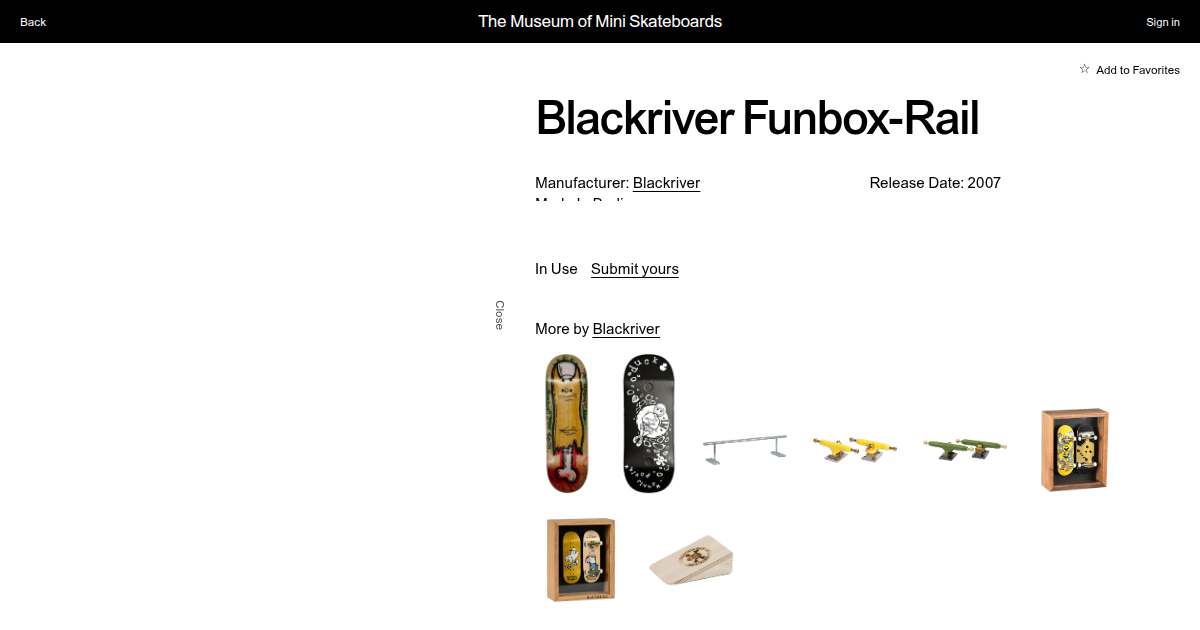 Back
The Museum of Mini Skateboards
Sign in
☆ Add to Favorites
Blackriver Funbox-Rail
Manufacturer: Blackriver
Release Date: 2007
In Use Submit yours
Close
More by Blackriver